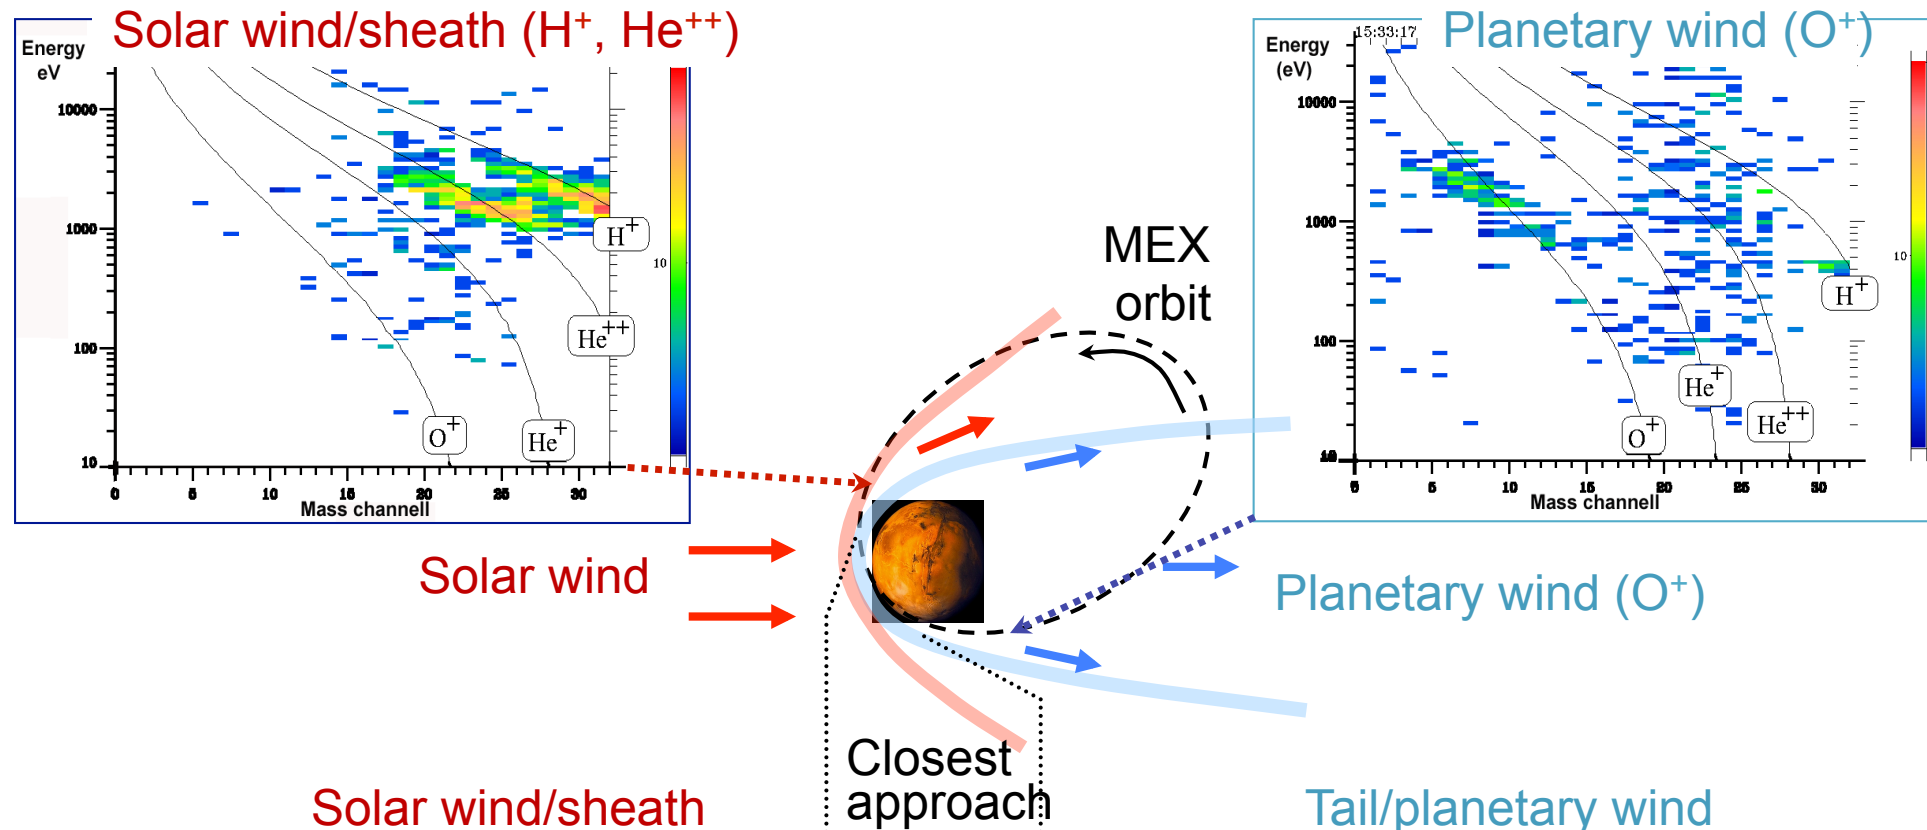 Solar wind/sheath (H+, He++)
Energy
eV
10000
1000
100
10
0 5 10 15 20 25 30
Mass channell
O+
He+
He++
H+
10
Planetary wind (O+)
15:33:17
Energy
(eV)
10000
1000
100
10
0 5 10 15 20 25 30
Mass channell
O+
He+
He++
H+
10
MEX
orbit
Solar wind
Planetary wind (O+)
Closest
approach
Solar wind/sheath
Tail/planetary wind